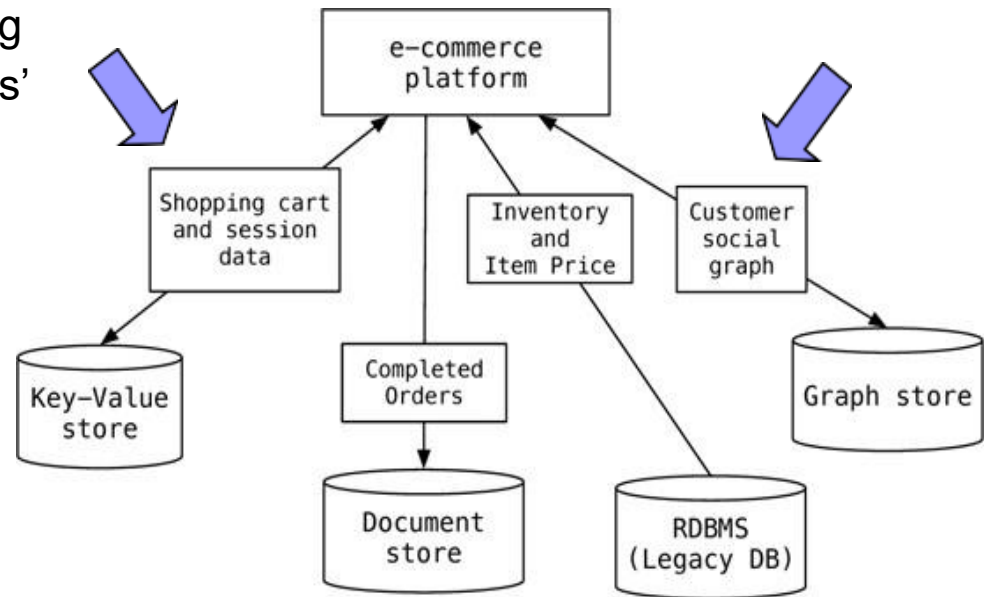 s’
e-commerce
platform
Shopping cart
and session
data
Inventory
and
Item Price
Customer
social
graph
Completed
Orders
Key-Value
store
Graph store
Document
store
RDBMS
(Legacy DB)